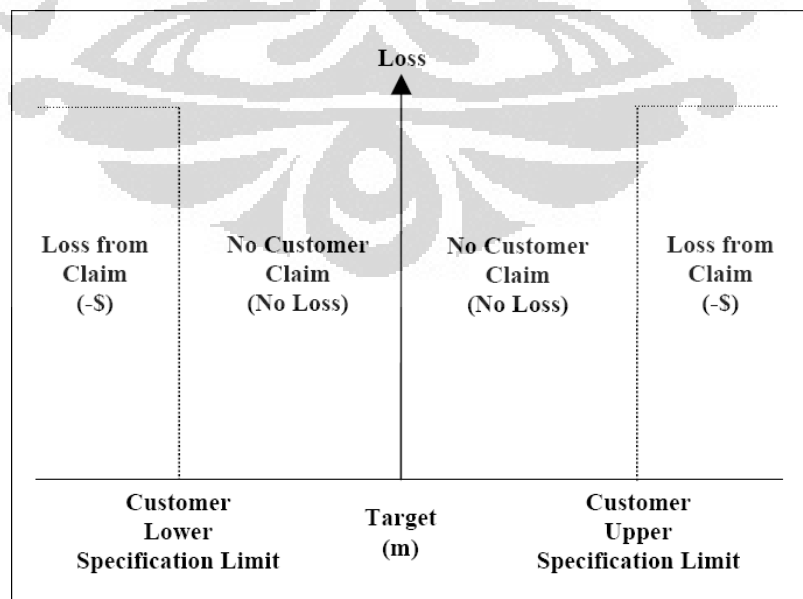 Loss
Loss from
Claim
(-$)
No Customer
Claim
(No Loss)
No Customer
Claim
(No Loss)
Loss from
Claim
(-$)
Customer
Lower
Specification Limit
Target
(m)
Customer
Upper
Specification Limit